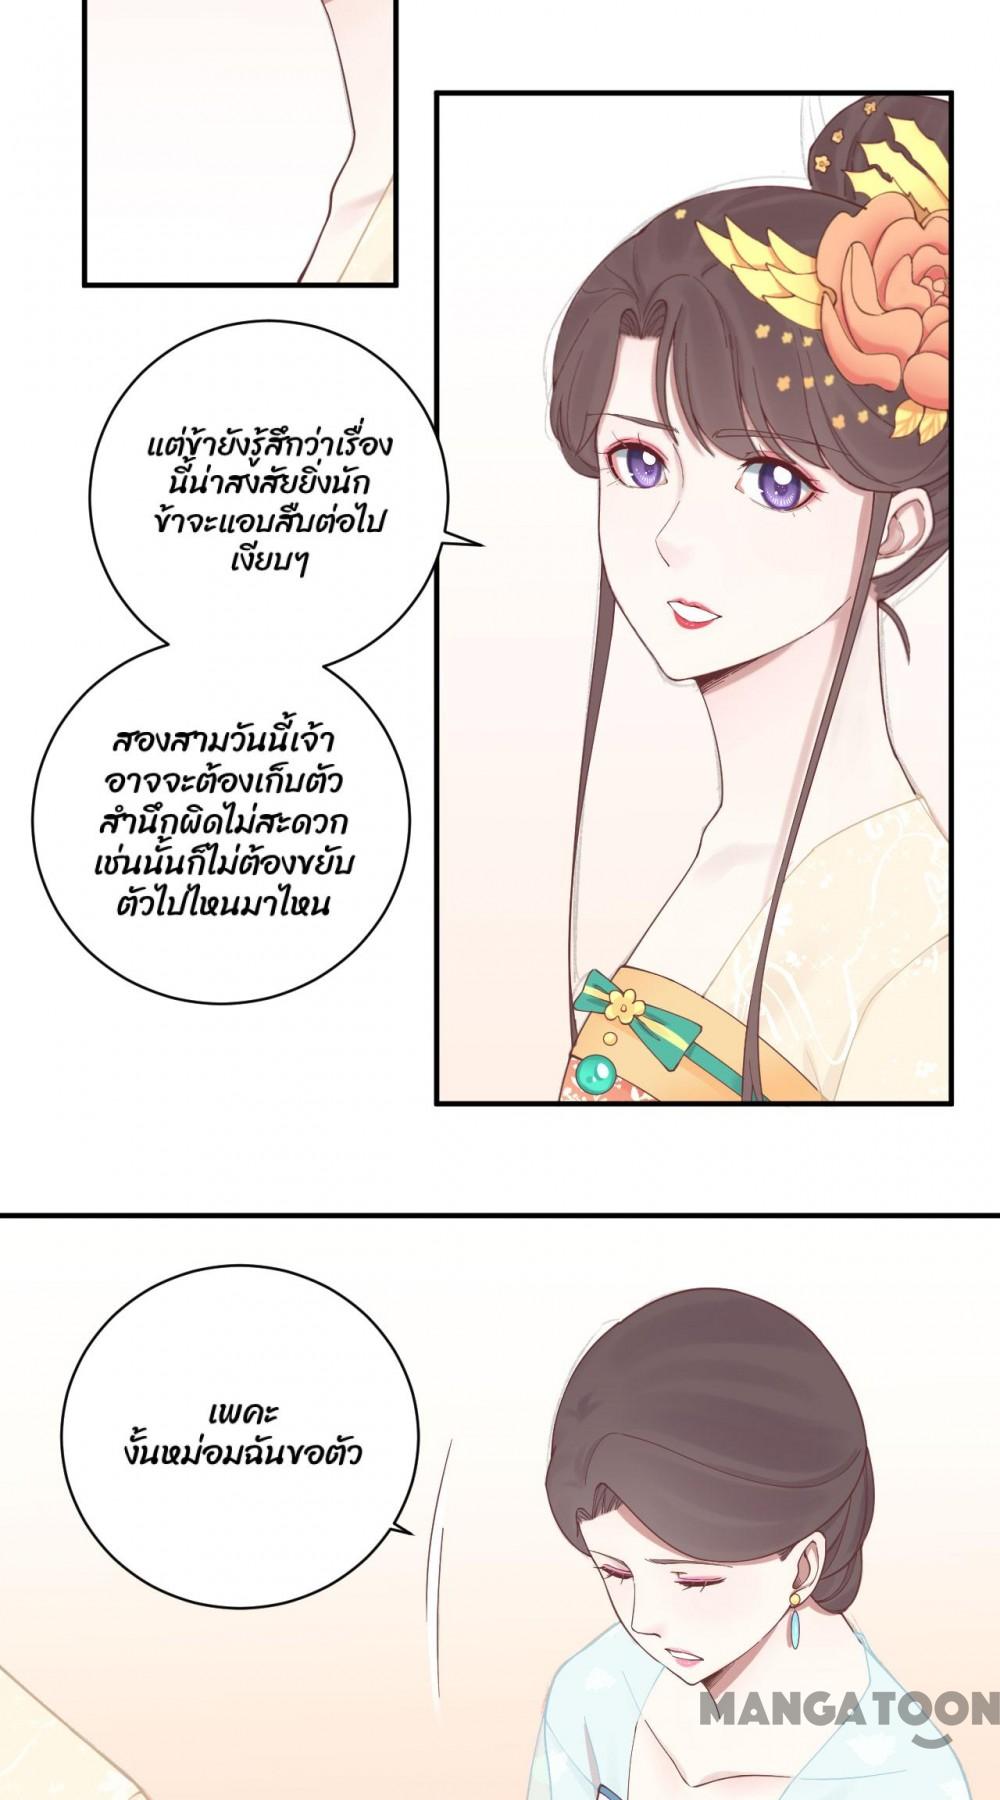 แต่ข้ายังรู้สึกว่าเรื่อง
นี้น่าสงสัยยิ่งนัก
ข้าจะแอบสืบต่อไป
เงียบๆ
สองสามวันนี้เจ้า
อาจจะต้องเก็บตัว
สำนึกผิดไม่สะดวก
เช่นนั้นก็ไม่ต้องขยับ
ตัวไปไหนมาไหน
เพคะ
งั้นหม่อมฉันขอตัว
MANGATOON